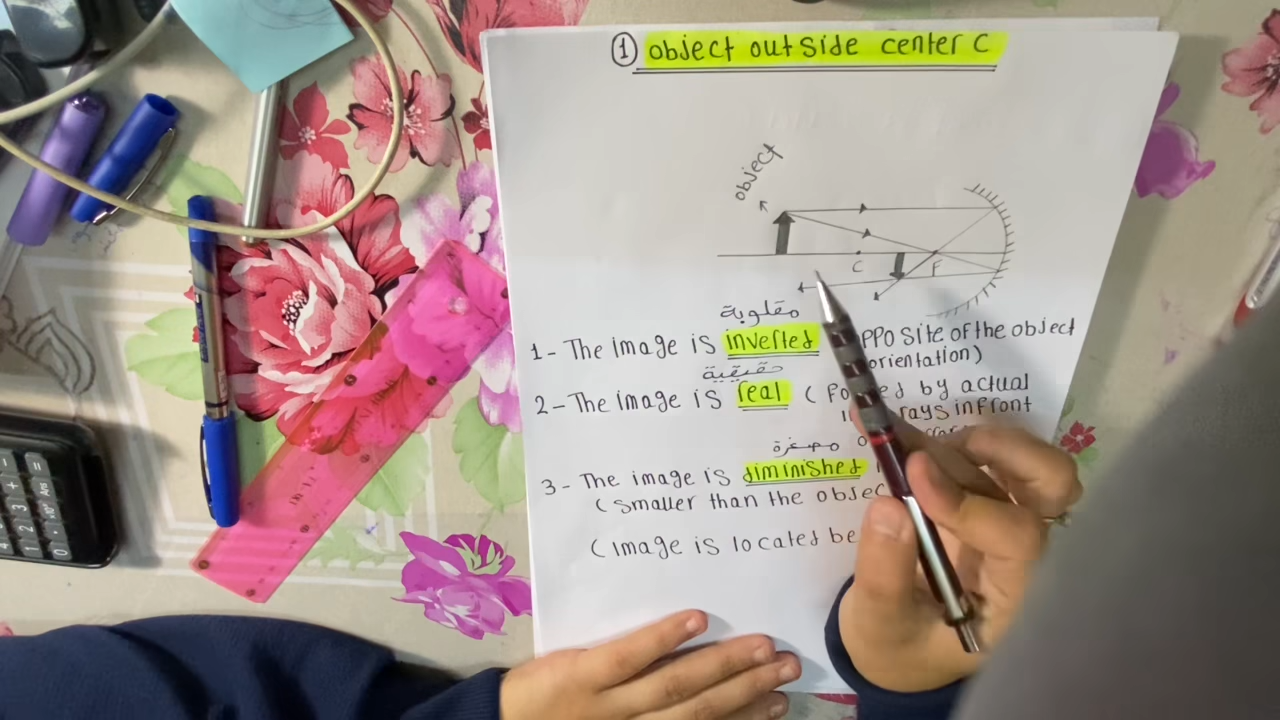 ① object outside center C
object
C
F
مقلوبة
1- The image is inverted PPOSite of the object
orientation)
حقيقية
2- The image is real ( Fo ed by actual
rays infront
مصغرة
3- The image is diminished
(smaller than the objec
(image is located be